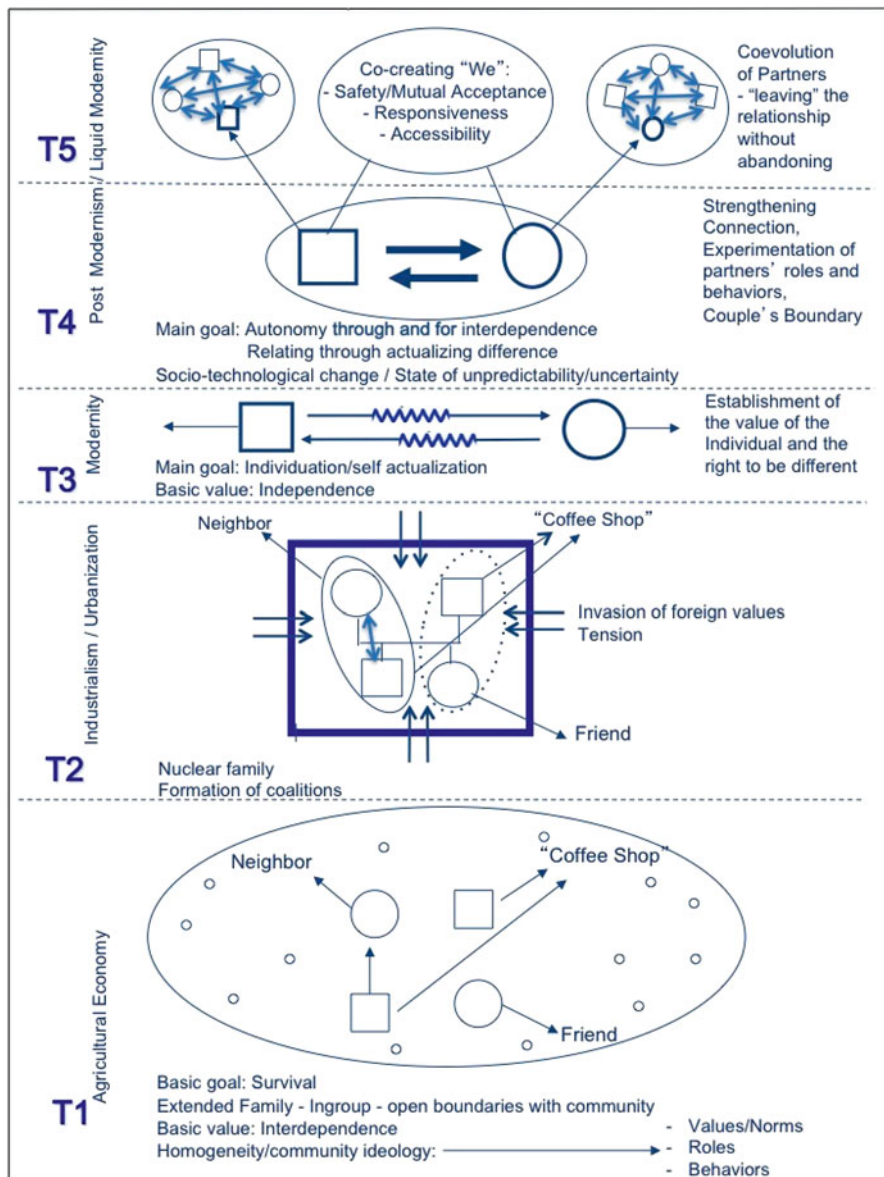 T5
Post Modernism / Liquid Modernity
Co-creating “We”:
- Safety/Mutual Acceptance
- Responsiveness
- Accessibility
Coevolution
of Partners
- “leaving” the
relationship
without
abandoning
T4
Strengthening
Connection,
Experimentation of
partners’ roles and
behaviors,
Couple’s Boundary
Main goal: Autonomy through and for interdependence
Relating through actualizing difference
Socio-technological change / State of unpredictability/uncertainty
T3
Modernity
Establishment of
the value of the
Individual and the
right to be different
Main goal: Individuation/self actualization
Basic value: Independence
T2
Industrialism / Urbanization
Neighbor
“Coffee Shop”
Invasion of foreign values
Tension
Friend
Nuclear family
Formation of coalitions
T1
Agricultural Economy
Neighbor
“Coffee Shop”
Friend
Basic goal: Survival
Extended Family - Ingroup - open boundaries with community
Basic value: Interdependence
Homogeneity/community ideology:
- Values/Norms
- Roles
- Behaviors